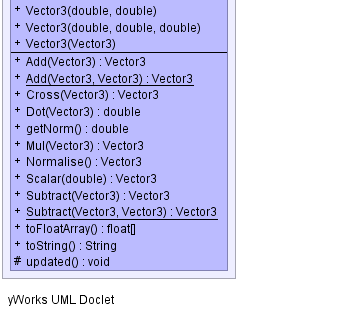 + Vector3(double, double)
+ Vector3(double, double, double)
+ Vector3(Vector3)
+ Add(Vector3) : Vector3
+ Add(Vector3, Vector3) : Vector3
+ Cross(Vector3) : Vector3
+ Dot(Vector3) : double
+ getNorm() : double
+ Mul(Vector3) : Vector3
+ Normalise() : Vector3
+ Scalar(double) : Vector3
+ Subtract(Vector3) : Vector3
+ Subtract(Vector3, Vector3) : Vector3
+ toFloatArray() : float[]
+ toString() : String
# updated() : void
yWorks UML Doclet